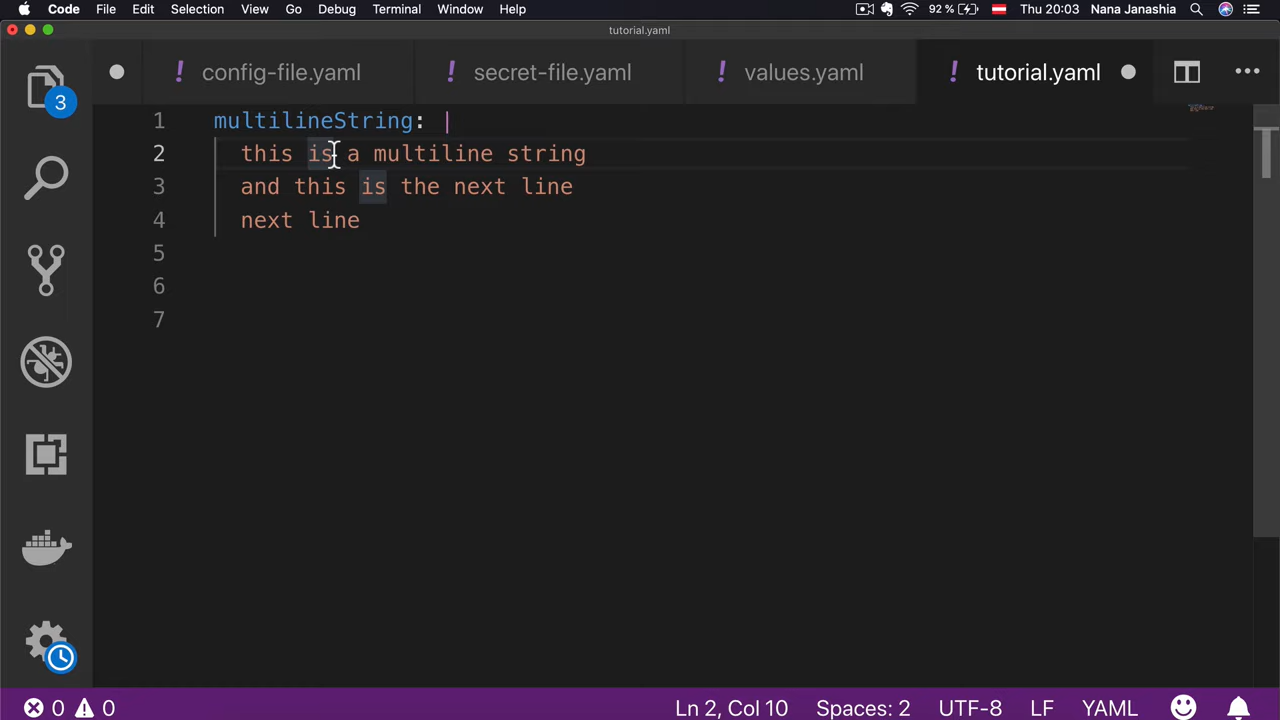 Code File Edit Selection View Go Debug Terminal Window Help 92 % Thu 20:03 Nana Janashia
tutorial.yaml
config-file.yaml secret-file.yaml values.yaml tutorial.yaml
3
1 multilineString: |
2 this is a multiline string
3 and this is the next line
4 next line
5
6
7
0 0 Ln 2, Col 10 Spaces: 2 UTF-8 LF YAML